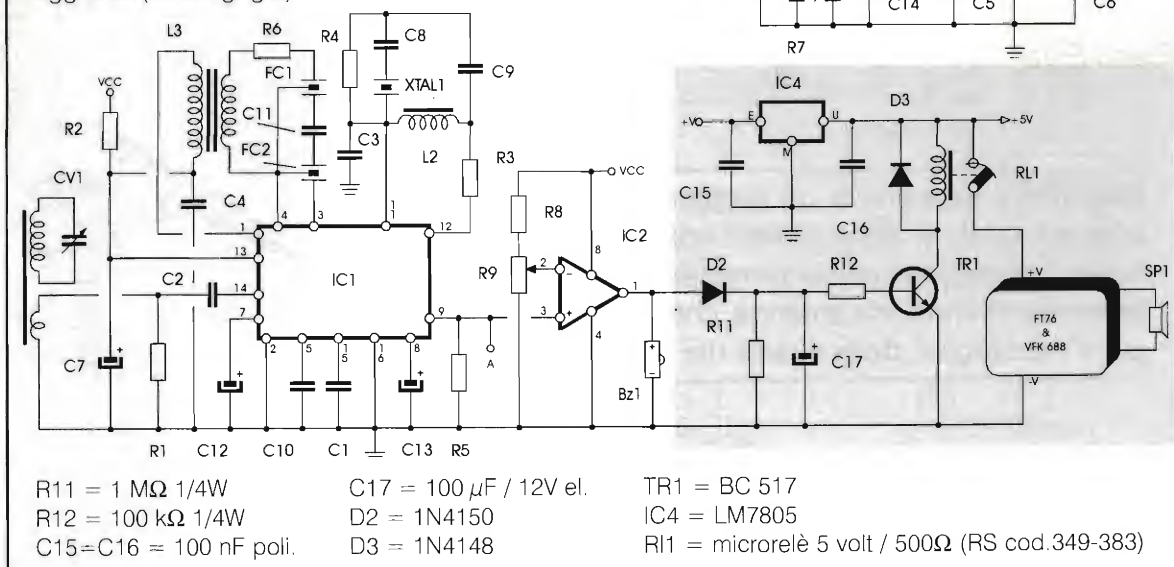 C14
C5
C6
R7
L3
R6
R4
C8
FC1
VCC
XTAL1
C9
R2
C11
C3
FC2
L2
R3
CV1
C4
4
3
1
1
1
12
13
VCC
R8
IC2
C2
14
IC1
8
R9
2
-
7
9
3
+
1
C7
+
2
5
1
5
1
6
8
A
4
Bz1
R1
C12
C10
C1
C13
R5
IC4
D3
+V
E
U
+5V
M
C15
C16
RL1
D2
R12
TR1
+V
SP1
R11
+
C17
FT76
&
VFK 688
-V
R11 = 1 MΩ 1/4W
R12 = 100 kΩ 1/4W
C15=C16 = 100 nF poli.
C17 = 100 µF / 12V el.
D2 = 1N4150
D3 = 1N4148
TR1 = BC 517
IC4 = LM7805
Rl1 = microrelè 5 volt / 500Ω (RS cod.349-383)